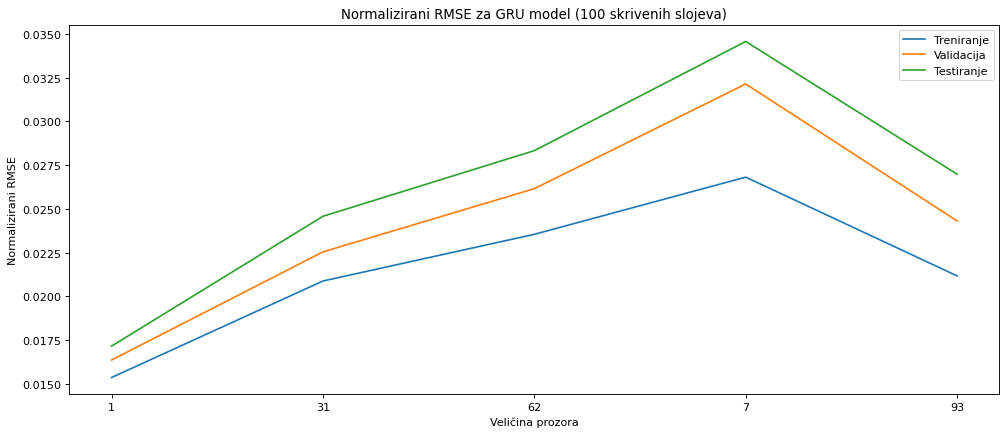 Normalizirani RMSE za GRU model (100 skrivenih slojeva)
0.0350
0.0325
0.0300
0.0275
0.0250
0.0225
0.0200
0.0175
0.0150
Normalizirani RMSE
Treniranje
Validacija
Testiranje
1 31 62 7 93
Veličina prozora